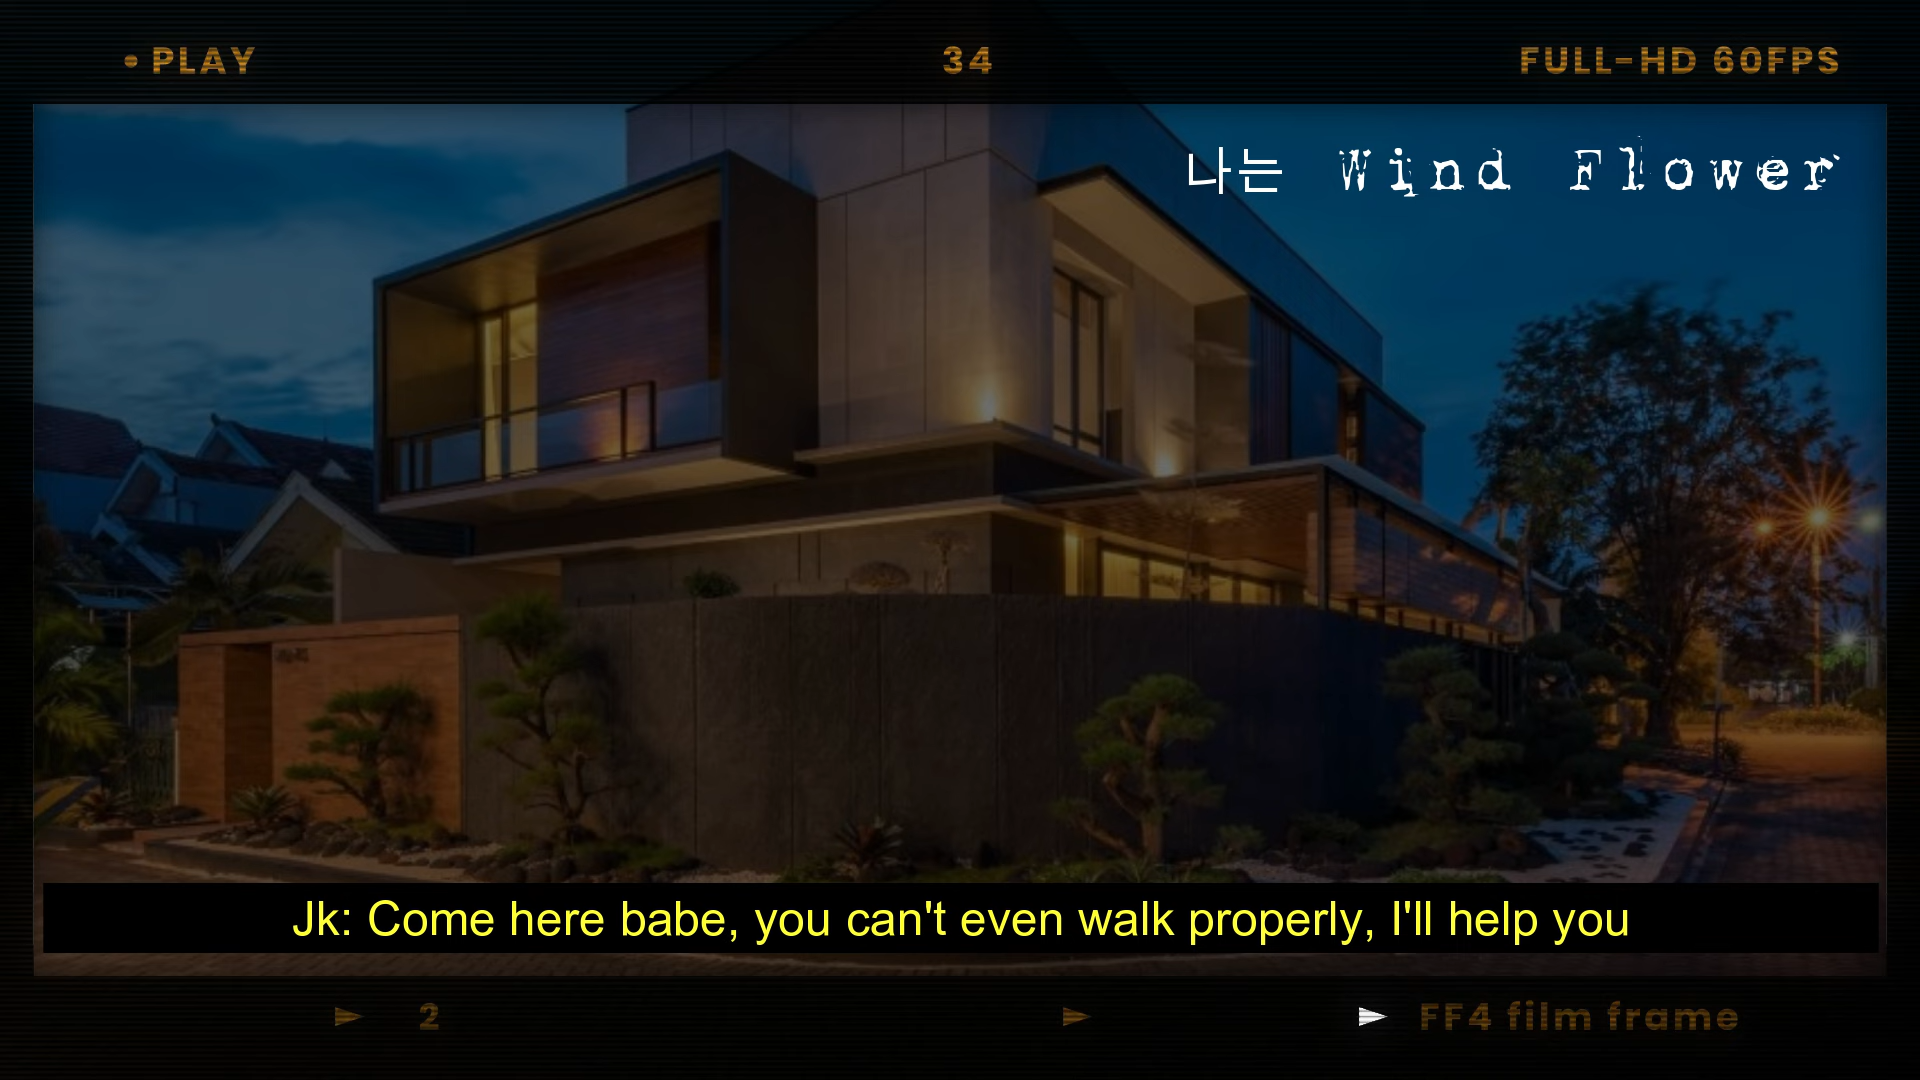 • PLAY
34
FULL-HD 60FPS
나는 Wind Flower
Jk: Come here babe, you can't even walk properly, I'll help you
2
FF4 film frame